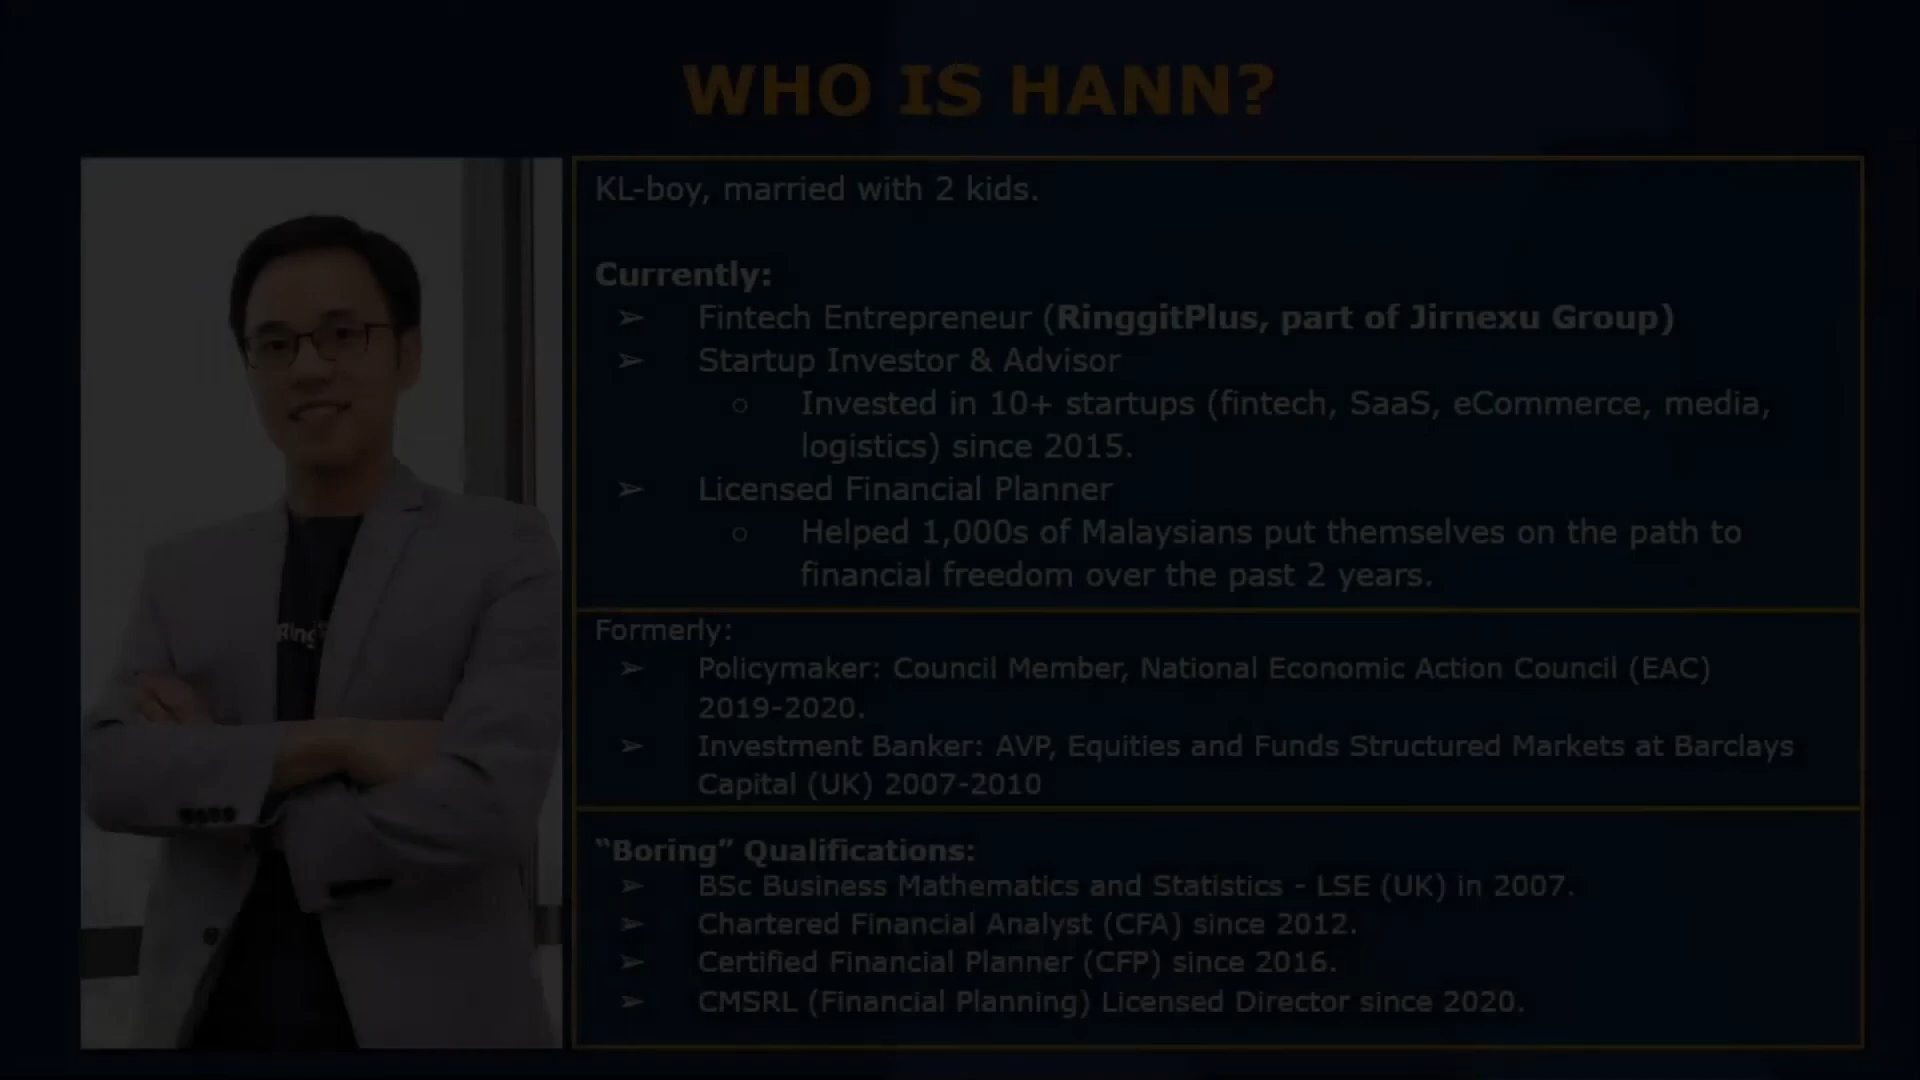 WHO IS HANN?
KL-boy, married with 2 kids.
Currently:
➢ Fintech Entrepreneur (RinggitPlus, part of Jirnexu Group)
➢ Startup Investor & Advisor
○ Invested in 10+ startups (fintech, SaaS, eCommerce, media,
logistics) since 2015.
➢ Licensed Financial Planner
○ Helped 1,000s of Malaysians put themselves on the path to
financial freedom over the past 2 years.
Formerly:
➢ Policymaker: Council Member, National Economic Action Council (EAC)
2019-2020.
➢ Investment Banker: AVP, Equities and Funds Structured Markets at Barclays
Capital (UK) 2007-2010
“Boring” Qualifications:
➢ BSc Business Mathematics and Statistics - LSE (UK) in 2007.
➢ Chartered Financial Analyst (CFA) since 2012.
➢ Certified Financial Planner (CFP) since 2016.
➢ CMSRL (Financial Planning) Licensed Director since 2020.